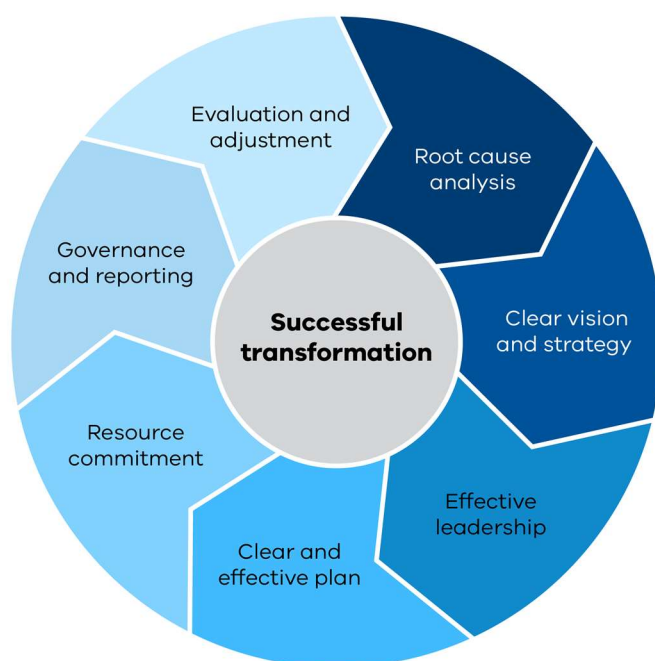 Successful
transformation
Root cause
analysis
Clear vision
and strategy
Effective
leadership
Clear and
effective plan
Resource
commitment
Governance
and reporting
Evaluation and
adjustment